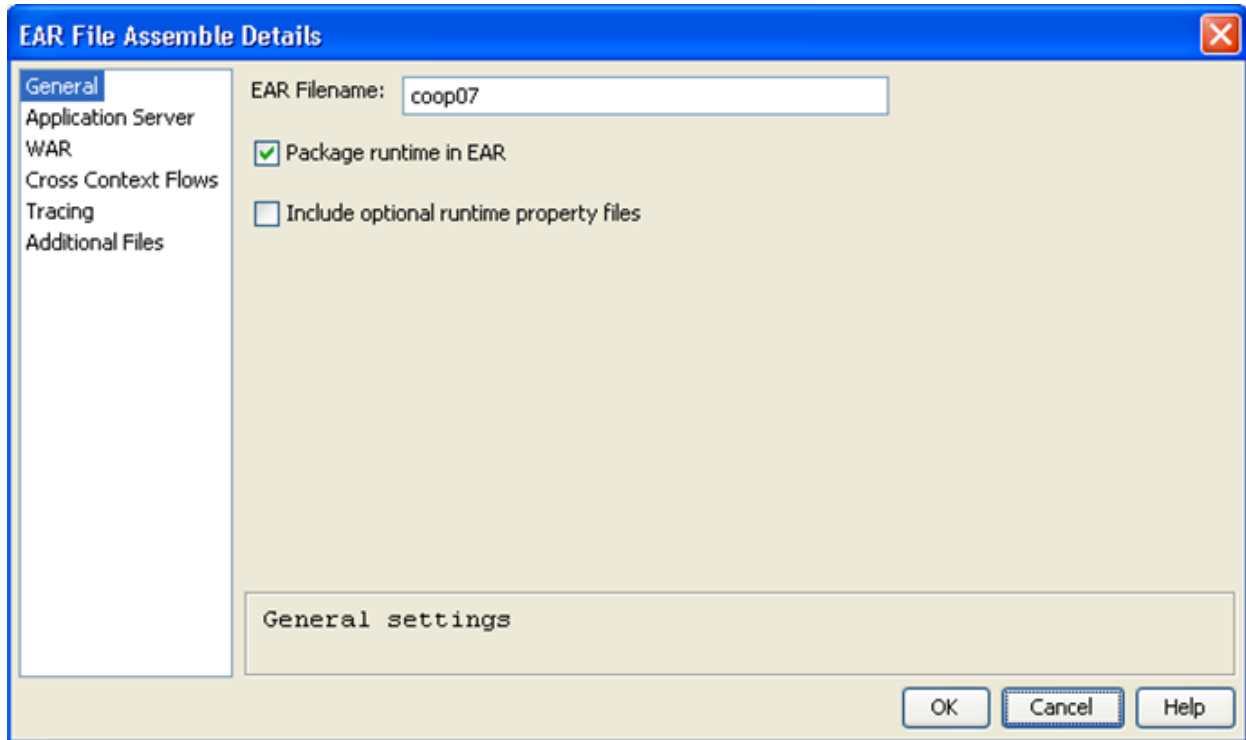 EAR File Assemble Details
General
Application Server
WAR
Cross Context Flows
Tracing
Additional Files
EAR Filename: coop07
Package runtime in EAR
Include optional runtime property files
General settings
OK Cancel Help